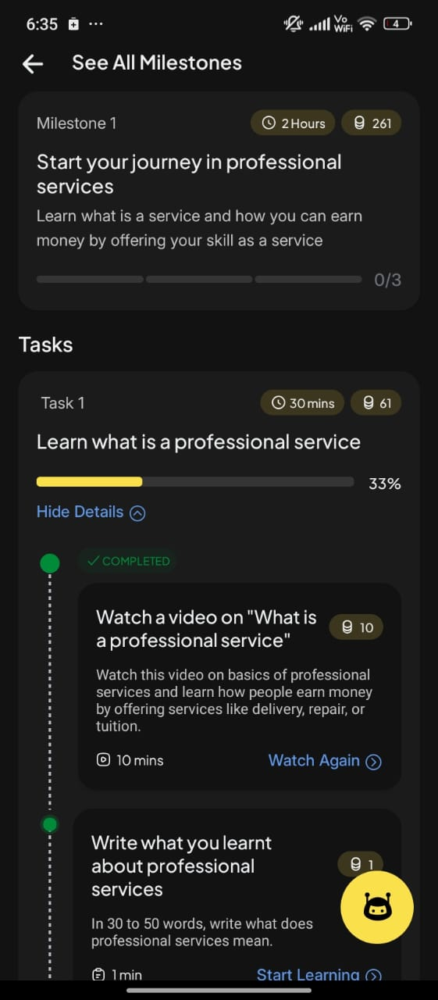 6:35
Vo
WiFi
4
See All Milestones
Milestone 1
2 Hours
261
Start your journey in professional
services
Learn what is a service and how you can earn
money by offering your skill as a service
0/3
Tasks
Task 1
30 mins
61
Learn what is a professional service
33%
Hide Details
COMPLETED
Watch a video on "What is
a professional service"
10
Watch this video on basics of professional
services and learn how people earn money
by offering services like delivery, repair, or
tuition.
10 mins
Watch Again
Write what you learnt
about professional
services
1
In 30 to 50 words, write what does
professional services mean.
1 min
Start Learning